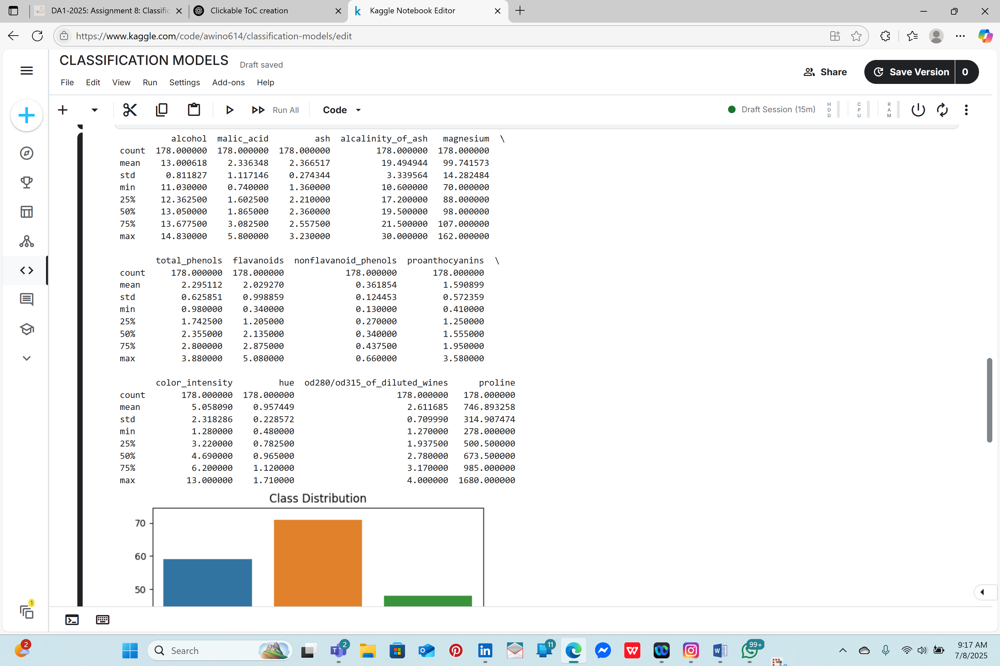 DA1-2025: Assignment 8: Classific
Clickable ToC creation
Kaggle Notebook Editor
https://www.kaggle.com/code/awino614/classification-models/edit
CLASSIFICATION MODELS Draft saved
Share
Save Version 0
File Edit View Run Settings Add-ons Help
Run All
Code
Draft Session (15m)
HDD
CPU
RAM
alcohol malic_acid ash alcalinity_of_ash magnesium \
count 178.000000 178.000000 178.000000 178.000000 178.000000
mean 13.000618 2.336348 2.366517 19.494944 99.741573
std 0.811827 1.117146 0.274344 3.339564 14.282484
min 11.030000 0.740000 1.360000 10.600000 70.000000
25% 12.362500 1.602500 2.210000 17.200000 88.000000
50% 13.050000 1.865000 2.360000 19.500000 98.000000
75% 13.677500 3.082500 2.557500 21.500000 107.000000
max 14.830000 5.800000 3.230000 30.000000 162.000000
total_phenols flavanoids nonflavanoid_phenols proanthocyanins \
count 178.000000 178.000000 178.000000 178.000000
mean 2.295112 2.029270 0.361854 1.590899
std 0.625851 0.998859 0.124453 0.572359
min 0.980000 0.340000 0.130000 0.410000
25% 1.742500 1.205000 0.270000 1.250000
50% 2.355000 2.135000 0.340000 1.555000
75% 2.800000 2.875000 0.437500 1.950000
max 3.880000 5.080000 0.660000 3.580000
color_intensity hue od280/od315_of_diluted_wines proline
count 178.000000 178.000000 178.000000 178.000000
mean 5.058090 0.957449 2.611685 746.893258
std 2.318286 0.228572 0.709990 314.907474
min 1.280000 0.480000 1.270000 278.000000
25% 3.220000 0.782500 1.937500 500.500000
50% 4.690000 0.965000 2.780000 673.500000
75% 6.200000 1.120000 3.170000 985.000000
max 13.000000 1.710000 4.000000 1680.000000
Class Distribution
70
60
50
1
2
Search
2
11
99+
9:17 AM
7/8/2025